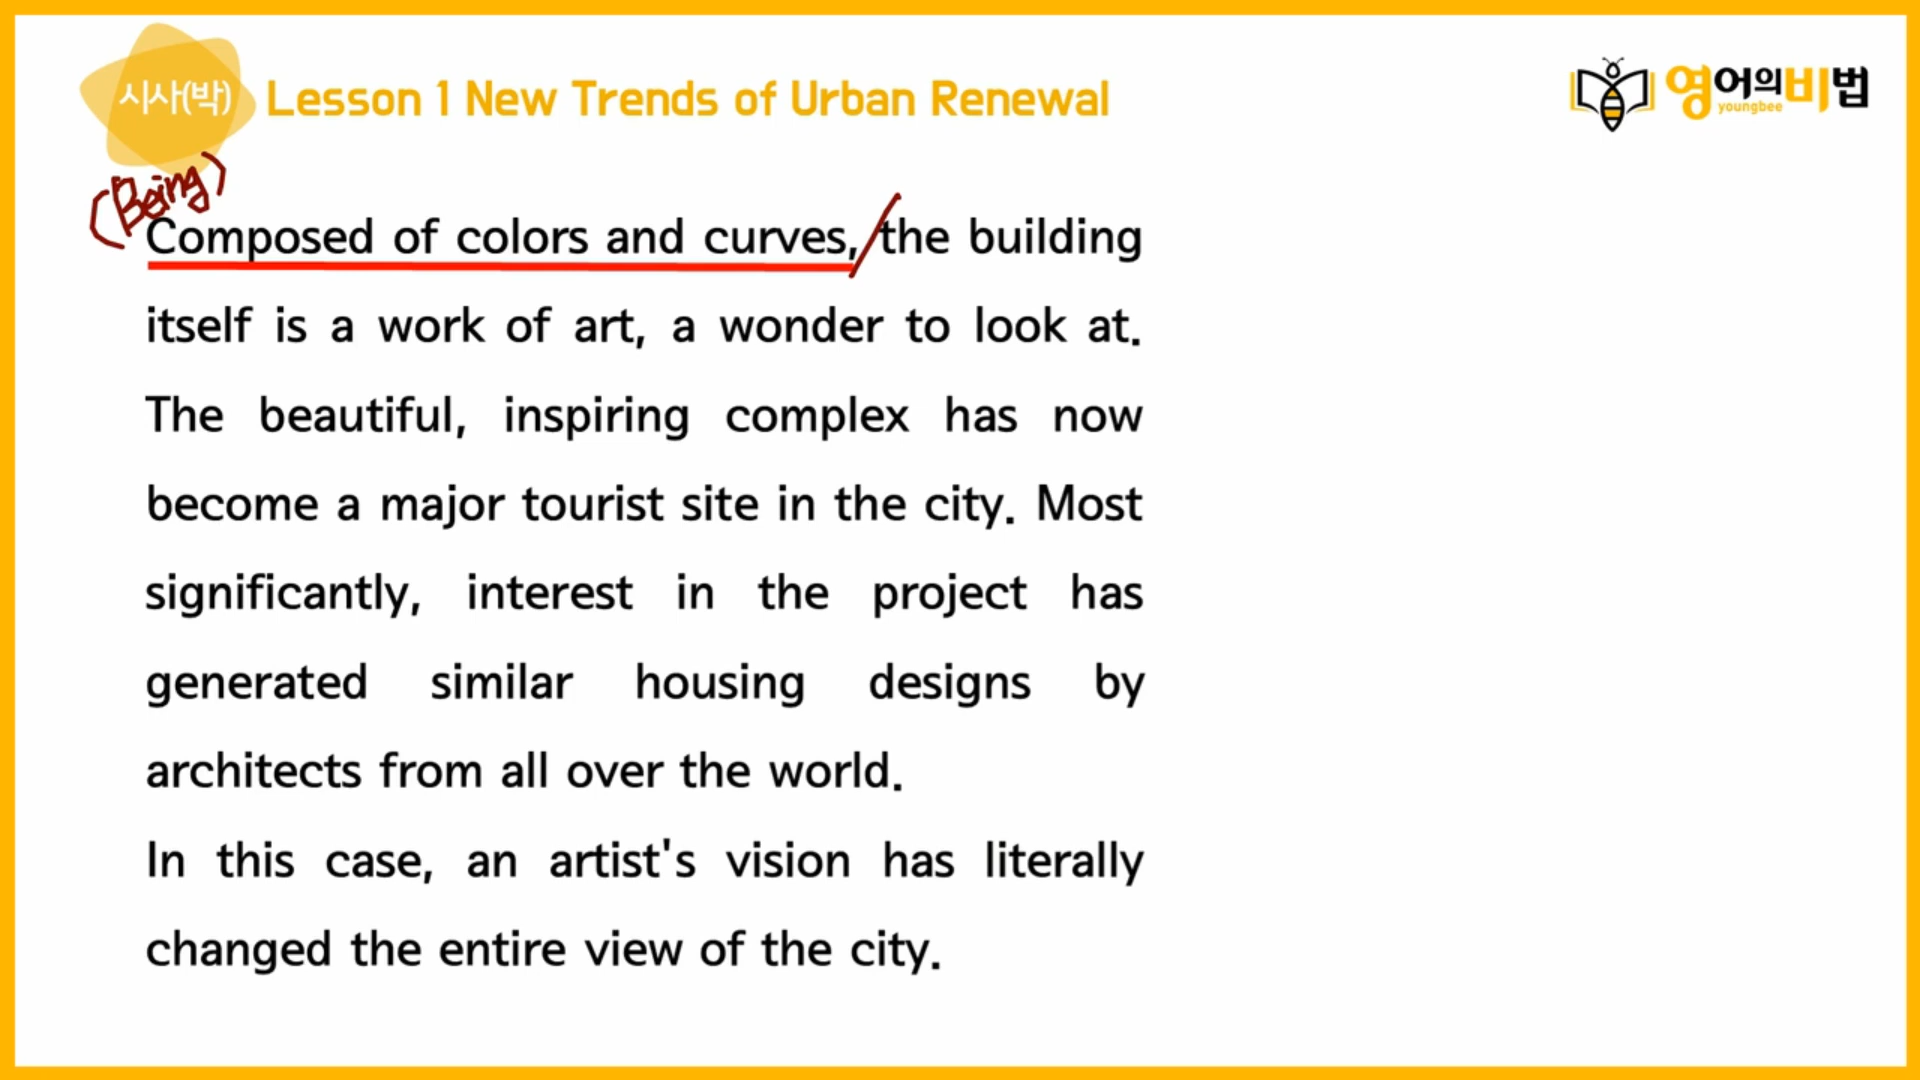 시사(박)
Lesson 1 New Trends of Urban Renewal
영어의비법
youngbee
(Being)
Composed of colors and curves, the building
itself is a work of art, a wonder to look at.
The beautiful, inspiring complex has now
become a major tourist site in the city. Most
significantly, interest in the project has
generated similar housing designs by
architects from all over the world.
In this case, an artist's vision has literally
changed the entire view of the city.